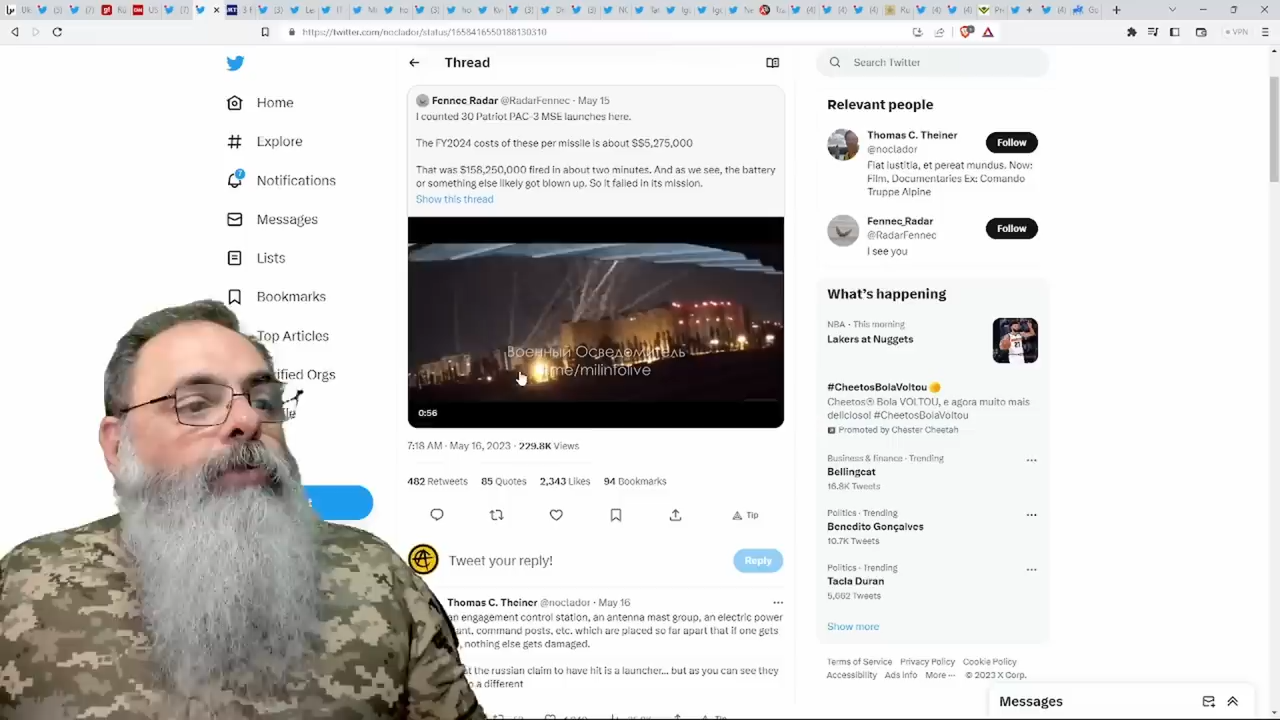 https://twitter.com/noclador/status/1658416550188130310
VPN
Home
Explore
7
Notifications
Messages
Lists
Bookmarks
Top Articles
Thread
Fennec Radar @RadarFennec · May 15
I counted 30 Patriot PAC-3 MSE launches here.
The FY2024 costs of these per missile is about $$5,275,000
That was $158,250,000 fired in about two minutes. And as we see, the battery
or something else likely got blown up. So it failed in its mission.
Show this thread
Военный Осведомитель
me/milinfolive
0:56
7:18 AM · May 16, 2023 · 229.8K Views
482 Retweets 85 Quotes 2,343 Likes 94 Bookmarks
Tip
Tweet your reply!
Reply
Thomas C. Theiner @noclador · May 16
an engagement control station, an antenna mast group, an electric power
command posts, etc. which are placed so far apart that if one gets
, nothing else gets damaged.
the russian claim to have hit is a launcher... but as you can see they
a different
Search Twitter
Relevant people
Thomas C. Theiner
@noclador
Follow
Fiat iustitia, et pereat mundus. Now:
Film, Documentaries Ex: Comando
Truppe Alpine
Fennec_Radar
@RadarFennec
Follow
I see you
What's happening
NBA · This morning
Lakers at Nuggets
#CheetosBolaVoltou
Cheetos® Bola VOLTOU, e agora muito mais
delicioso! #CheetosBolaVoltou
Promoted by Chester Cheetah
Business & finance · Trending
Bellingcat
16.8K Tweets
Politics · Trending
Benedito Gonçalves
10.7K Tweets
Politics · Trending
Tacla Duran
5,662 Tweets
Show more
Terms of Service Privacy Policy Cookie Policy
Accessibility Ads info More ··· © 2023 X Corp.
Messages